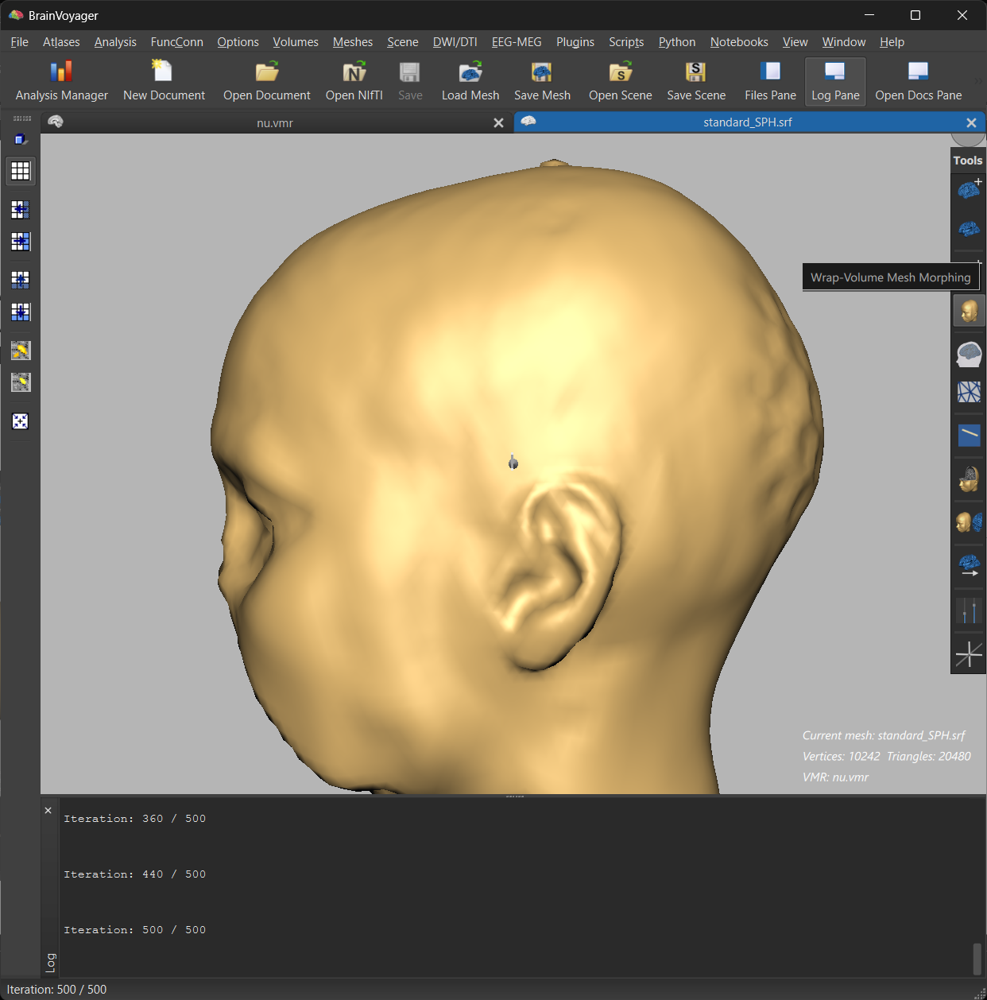 BrainVoyager
File Atlases Analysis FuncConn Options Volumes Meshes Scene DWI/DTI EEG-MEG Plugins Scripts Python Notebooks View Window Help
Analysis Manager New Document Open Document Open NIfTI Save Load Mesh Save Mesh Open Scene Save Scene Files Pane Log Pane Open Docs Pane
nu.vmr standard_SPH.srf
Tools
Wrap-Volume Mesh Morphing
Current mesh: standard_SPH.srf
Vertices: 10242 Triangles: 20480
VMR: nu.vmr
Iteration: 360 / 500
Iteration: 440 / 500
Iteration: 500 / 500
Log
Iteration: 500 / 500